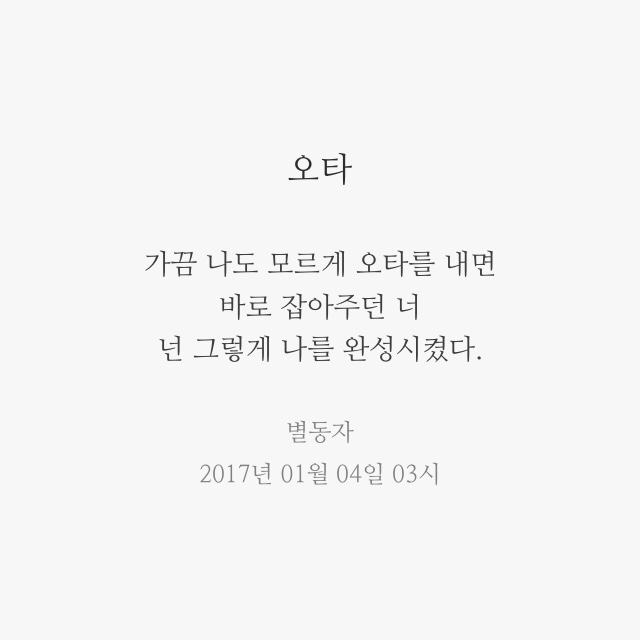 오타
가끔 나도 모르게 오타를 내면
바로 잡아주던 너
넌 그렇게 나를 완성시켰다.
별동자
2017년 01월 04일 03시